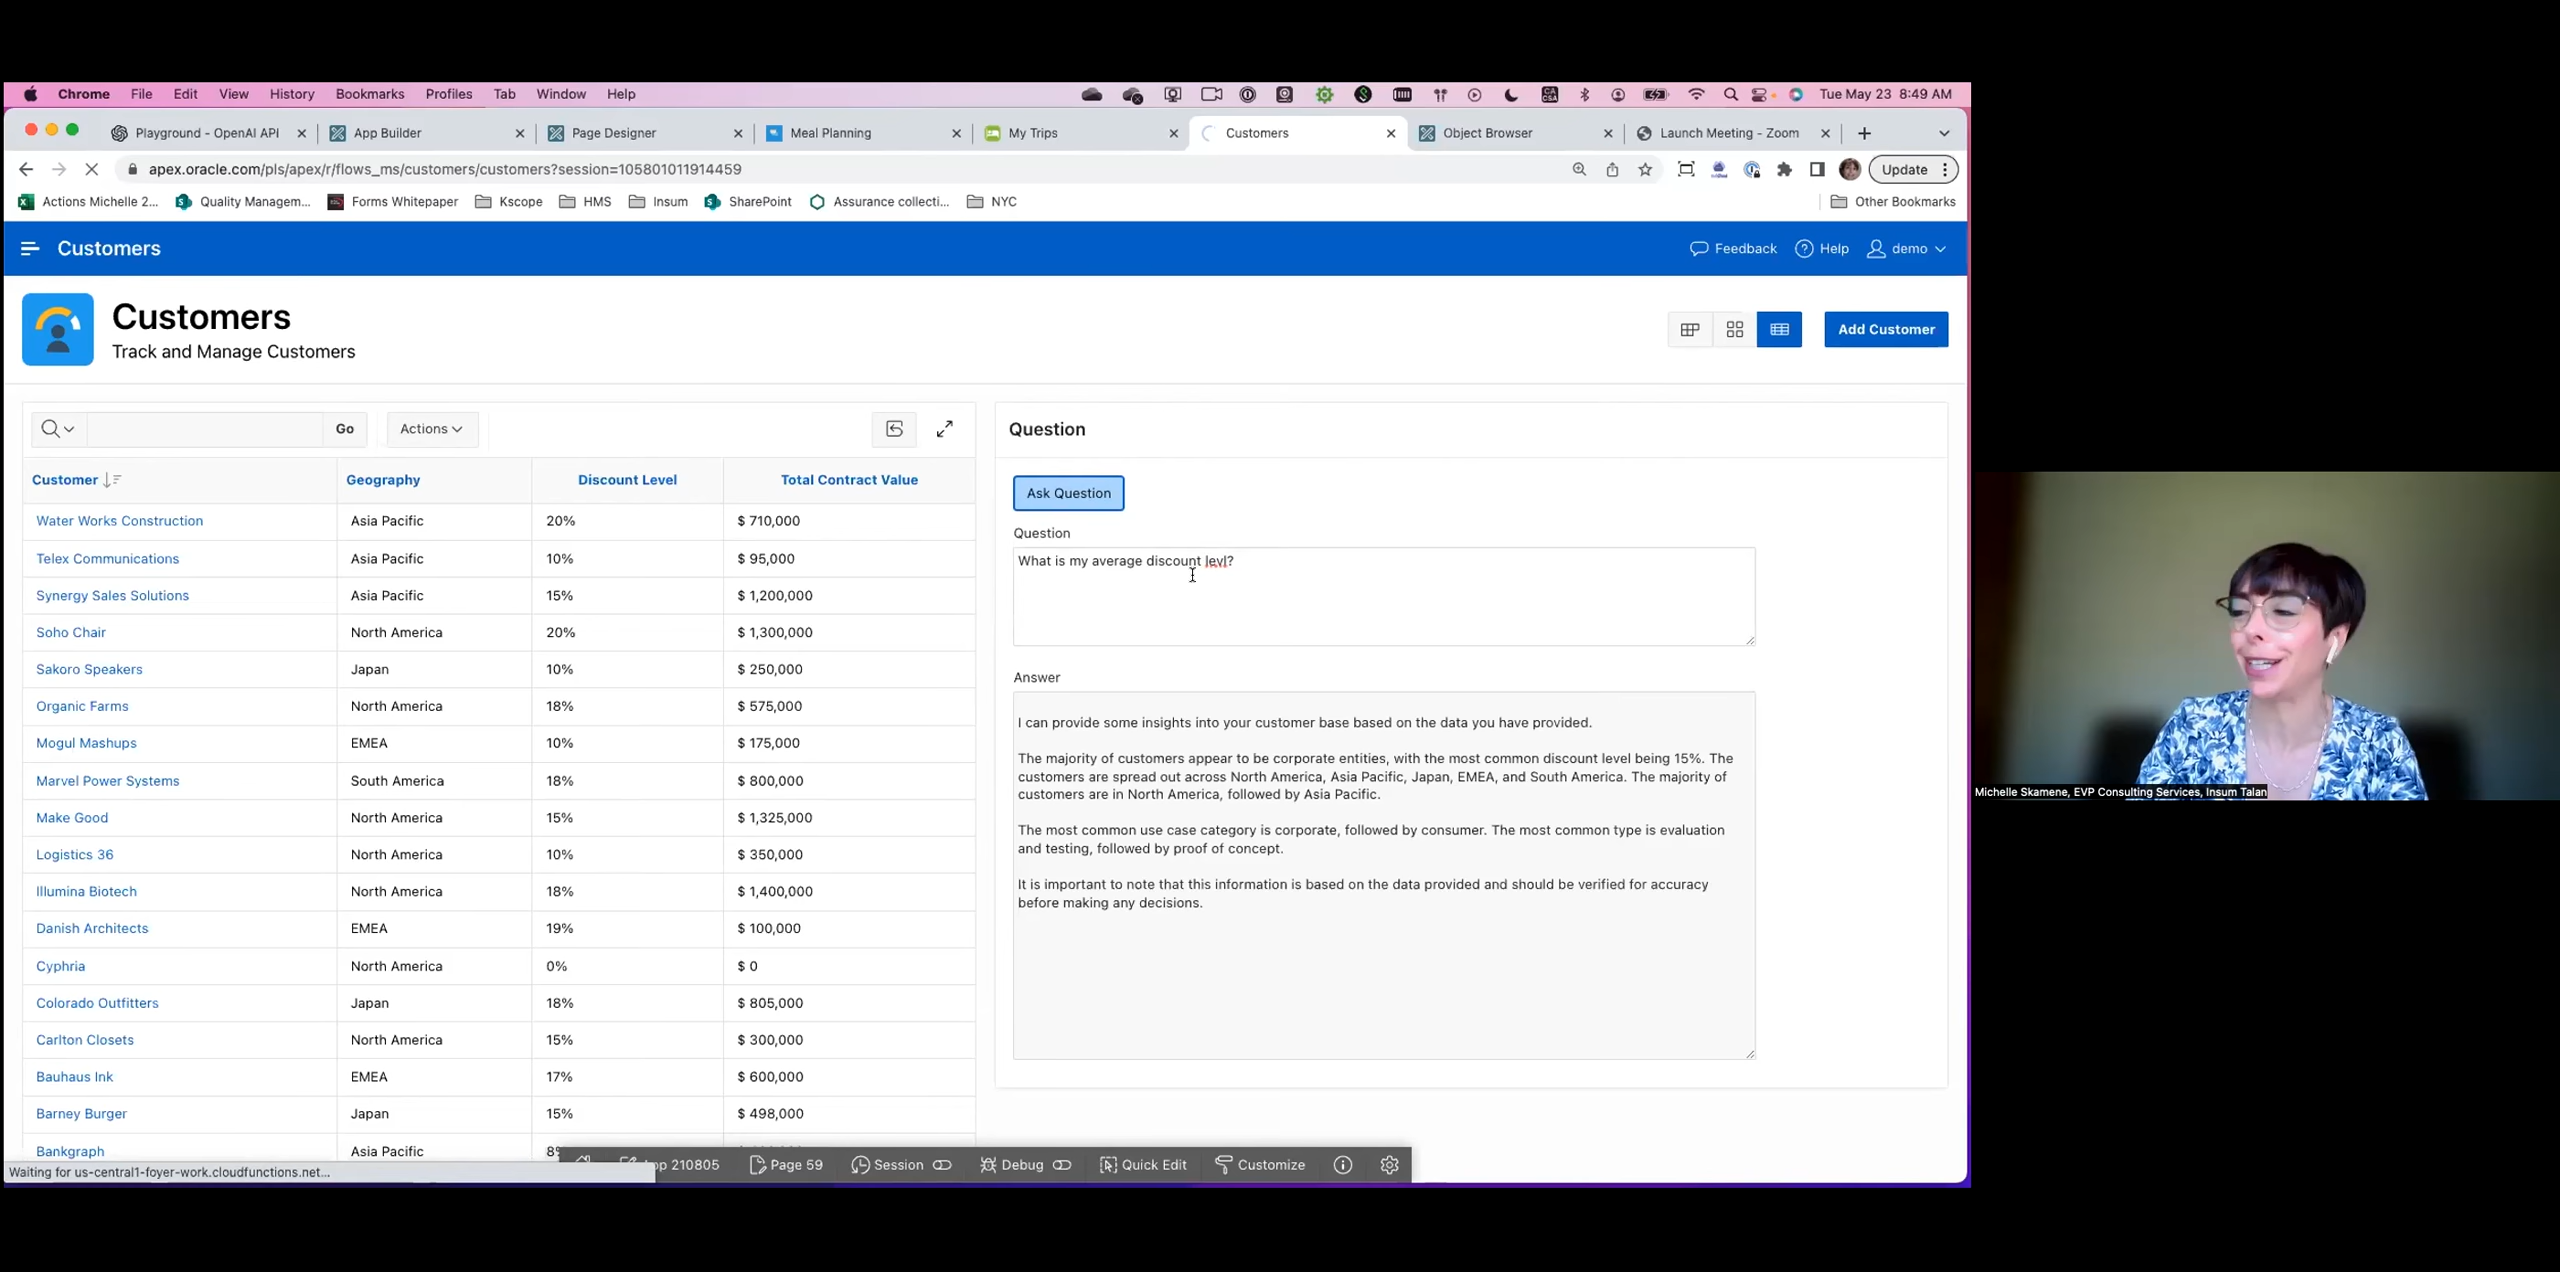 Chrome File Edit View History Bookmarks Profiles Tab Window Help Tue May 23 8:49 AM
Playground - OpenAI API App Builder Page Designer Meal Planning My Trips Customers Object Browser Launch Meeting - Zoom
apex.oracle.com/pls/apex/r/flows_ms/customers/customers?session=105801011914459 Update
Actions Michelle 2... Quality Managem... Forms Whitepaper Kscope HMS Insum SharePoint Assurance collecti... NYC Other Bookmarks
Customers Feedback Help demo
Customers
Track and Manage Customers
Add Customer
Go Actions
Customer Geography Discount Level Total Contract Value
Water Works Construction Asia Pacific 20% $ 710,000
Telex Communications Asia Pacific 10% $ 95,000
Synergy Sales Solutions Asia Pacific 15% $ 1,200,000
Soho Chair North America 20% $ 1,300,000
Sakoro Speakers Japan 10% $ 250,000
Organic Farms North America 18% $ 575,000
Mogul Mashups EMEA 10% $ 175,000
Marvel Power Systems South America 18% $ 800,000
Make Good North America 15% $ 1,325,000
Logistics 36 North America 10% $ 350,000
Illumina Biotech North America 18% $ 1,400,000
Danish Architects EMEA 19% $ 100,000
Cyphria North America 0% $ 0
Colorado Outfitters Japan 18% $ 805,000
Carlton Closets North America 15% $ 300,000
Bauhaus Ink EMEA 17% $ 600,000
Barney Burger Japan 15% $ 498,000
Bankgraph Asia Pacific
Question
Ask Question
Question
What is my average discount levl?
Answer
I can provide some insights into your customer base based on the data you have provided.
The majority of customers appear to be corporate entities, with the most common discount level being 15%. The
customers are spread out across North America, Asia Pacific, Japan, EMEA, and South America. The majority of
customers are in North America, followed by Asia Pacific.
The most common use case category is corporate, followed by consumer. The most common type is evaluation
and testing, followed by proof of concept.
It is important to note that this information is based on the data provided and should be verified for accuracy
before making any decisions.
Waiting for us-central1-foyer-work.cloudfunctions.net...
210805 Page 59 Session Debug Quick Edit Customize
Michelle Skamene, EVP Consulting Services, Insum Talan